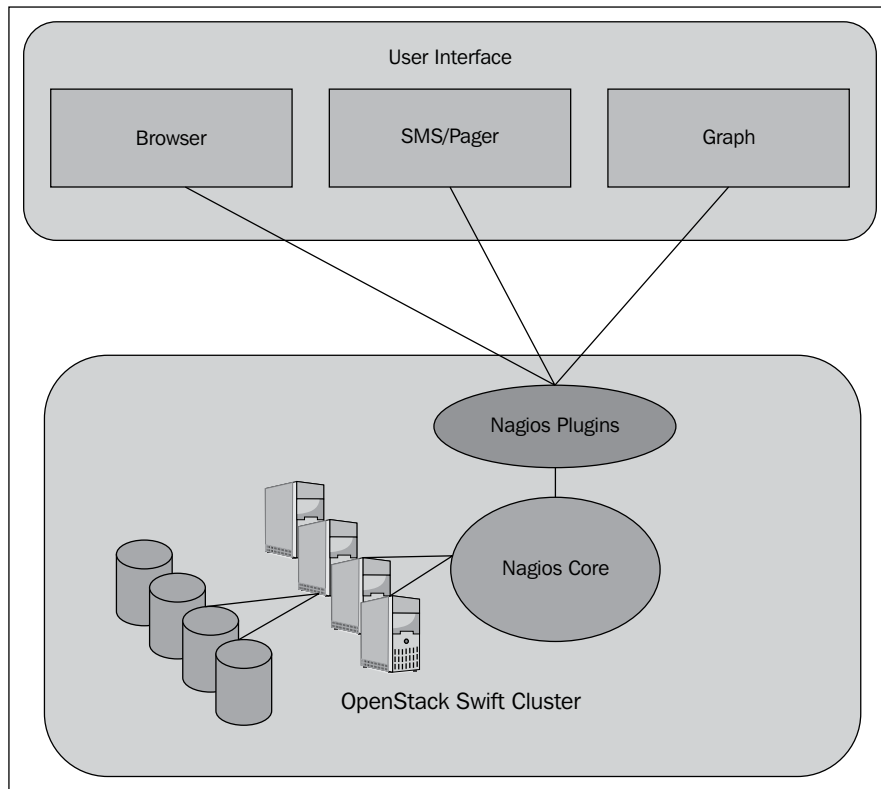 User Interface
Browser
SMS/Pager
Graph
Nagios Plugins
Nagios Core
OpenStack Swift Cluster